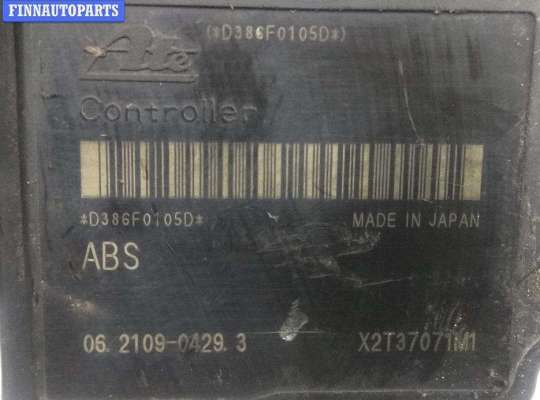 FINNAUTOPARTS
(*D386F0105D*)
Ate
Controller
*D386F0105D*
MADE IN JAPAN
ABS
06.2109-0429.3
X2T37071M1